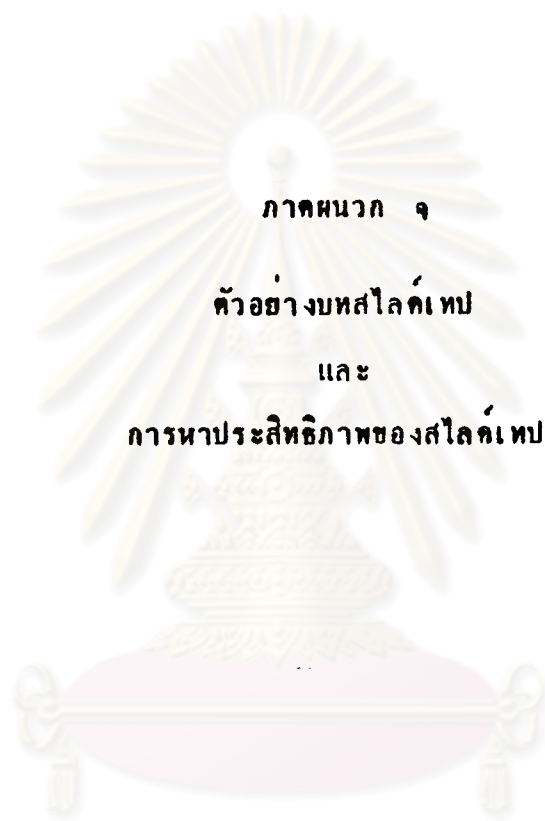 ภาคผนวก จ
ตัวอย่างบทสไลด์เทป
และ
การหาประสิทธิภาพของสไลด์เทป